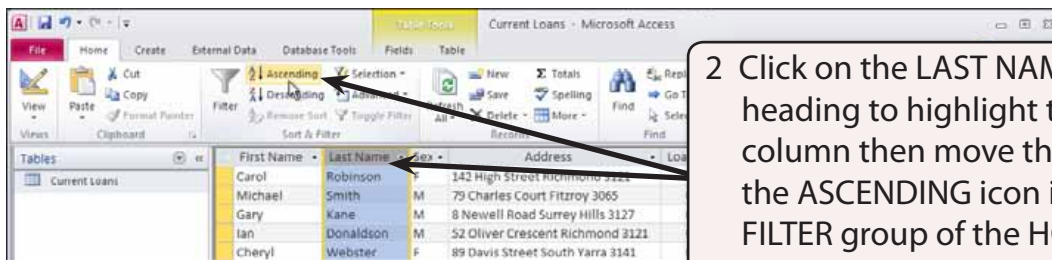 Table Tools Current Loans - Microsoft Access
File Home Create External Data Database Tools Fields Table
View Paste Cut Copy Format Painter Filter Ascending Descending Remove Sort Selection Advanced Toggle Filter Refresh All New Save Delete Totals Spelling More Find
Views Clipboard Sort & Filter Records Find
Tables First Name Last Name Sex Address
Current Loans Carol Robinson F 142 High Street Richmond 3121
Michael Smith M 79 Charles Court Fitzroy 3065
Gary Kane M 8 Newell Road Surrey Hills 3127
Ian Donaldson M 52 Oliver Crescent Richmond 3121
Cheryl Webster F 89 Davis Street South Yarra 3141
2 Click on the LAST NAM
heading to highlight t
column then move th
the ASCENDING icon i
FILTER group of the H